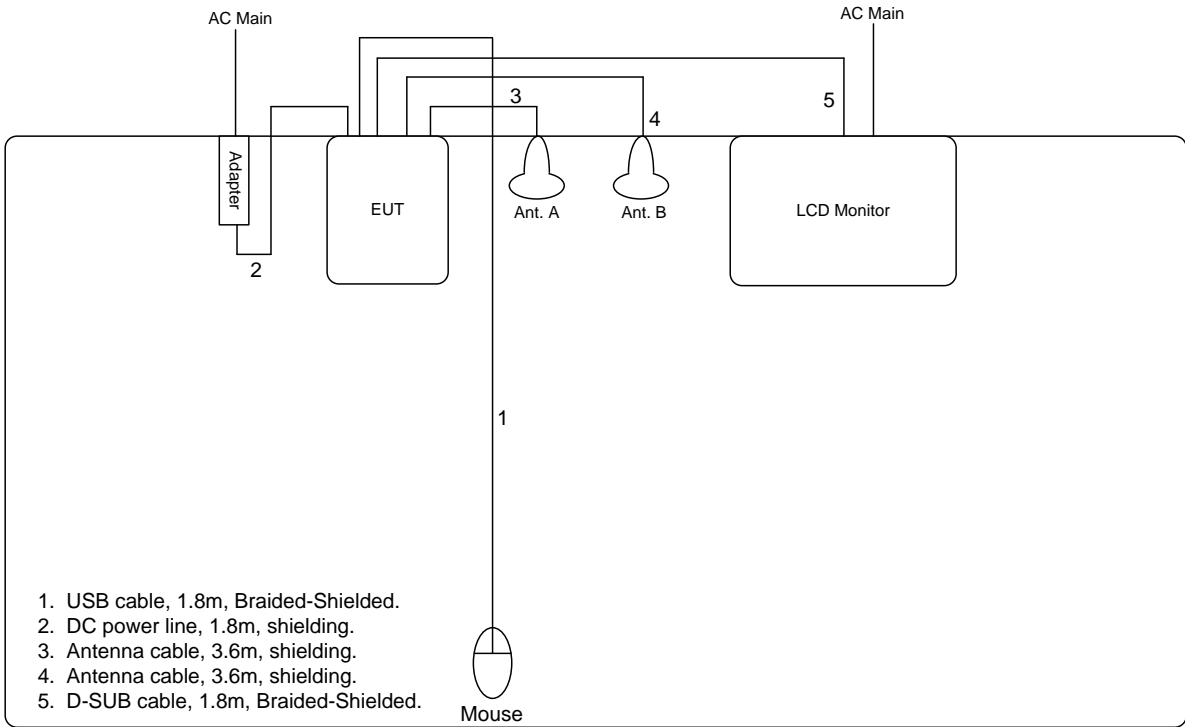 AC Main
AC Main
3
4
5
Adapter
EUT
Ant. A
Ant. B
LCD Monitor
2
1
1. USB cable, 1.8m, Braided-Shielded.
2. DC power line, 1.8m, shielding.
3. Antenna cable, 3.6m, shielding.
4. Antenna cable, 3.6m, shielding.
5. D-SUB cable, 1.8m, Braided-Shielded.
Mouse